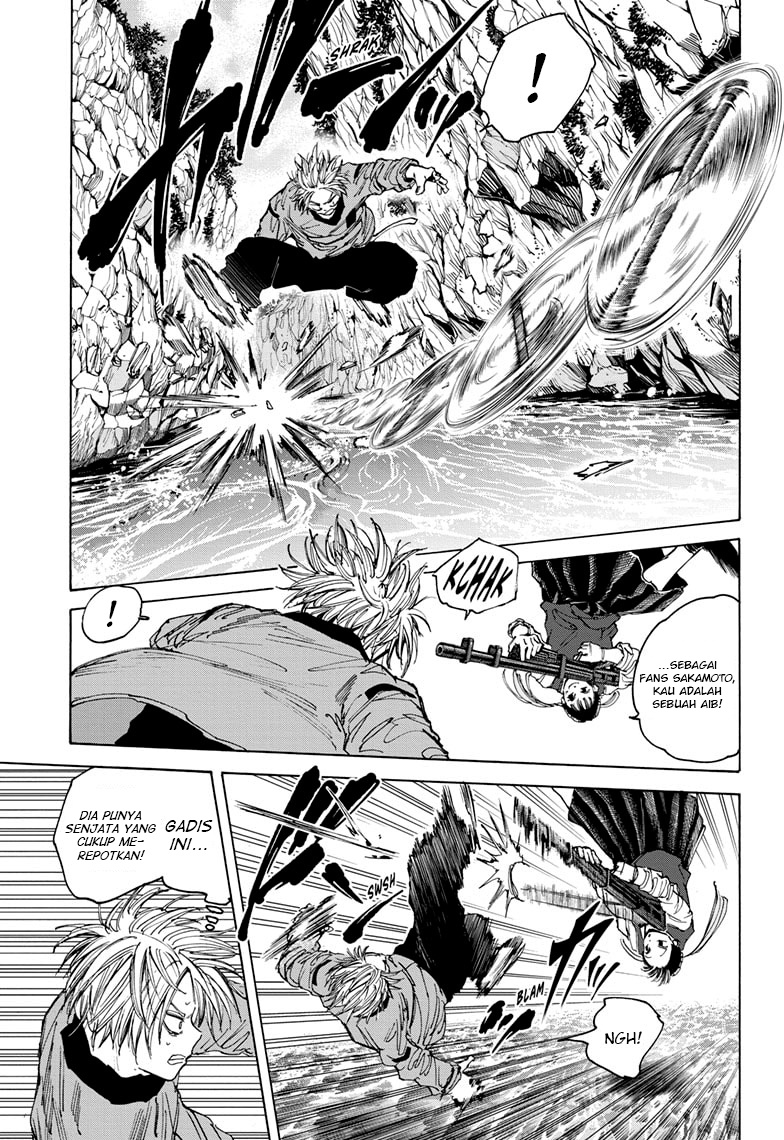 !
SHRAK
KCHAK
...SEBAGAI
FANS SAKAMOTO,
KAU ADALAH
SEBUAH AIB!
!
NGH!
BLAM
SWSH
GADIS
INI...
DIA PUNYA
SENJATA YANG
CUKUP ME-
REPOTKAN!